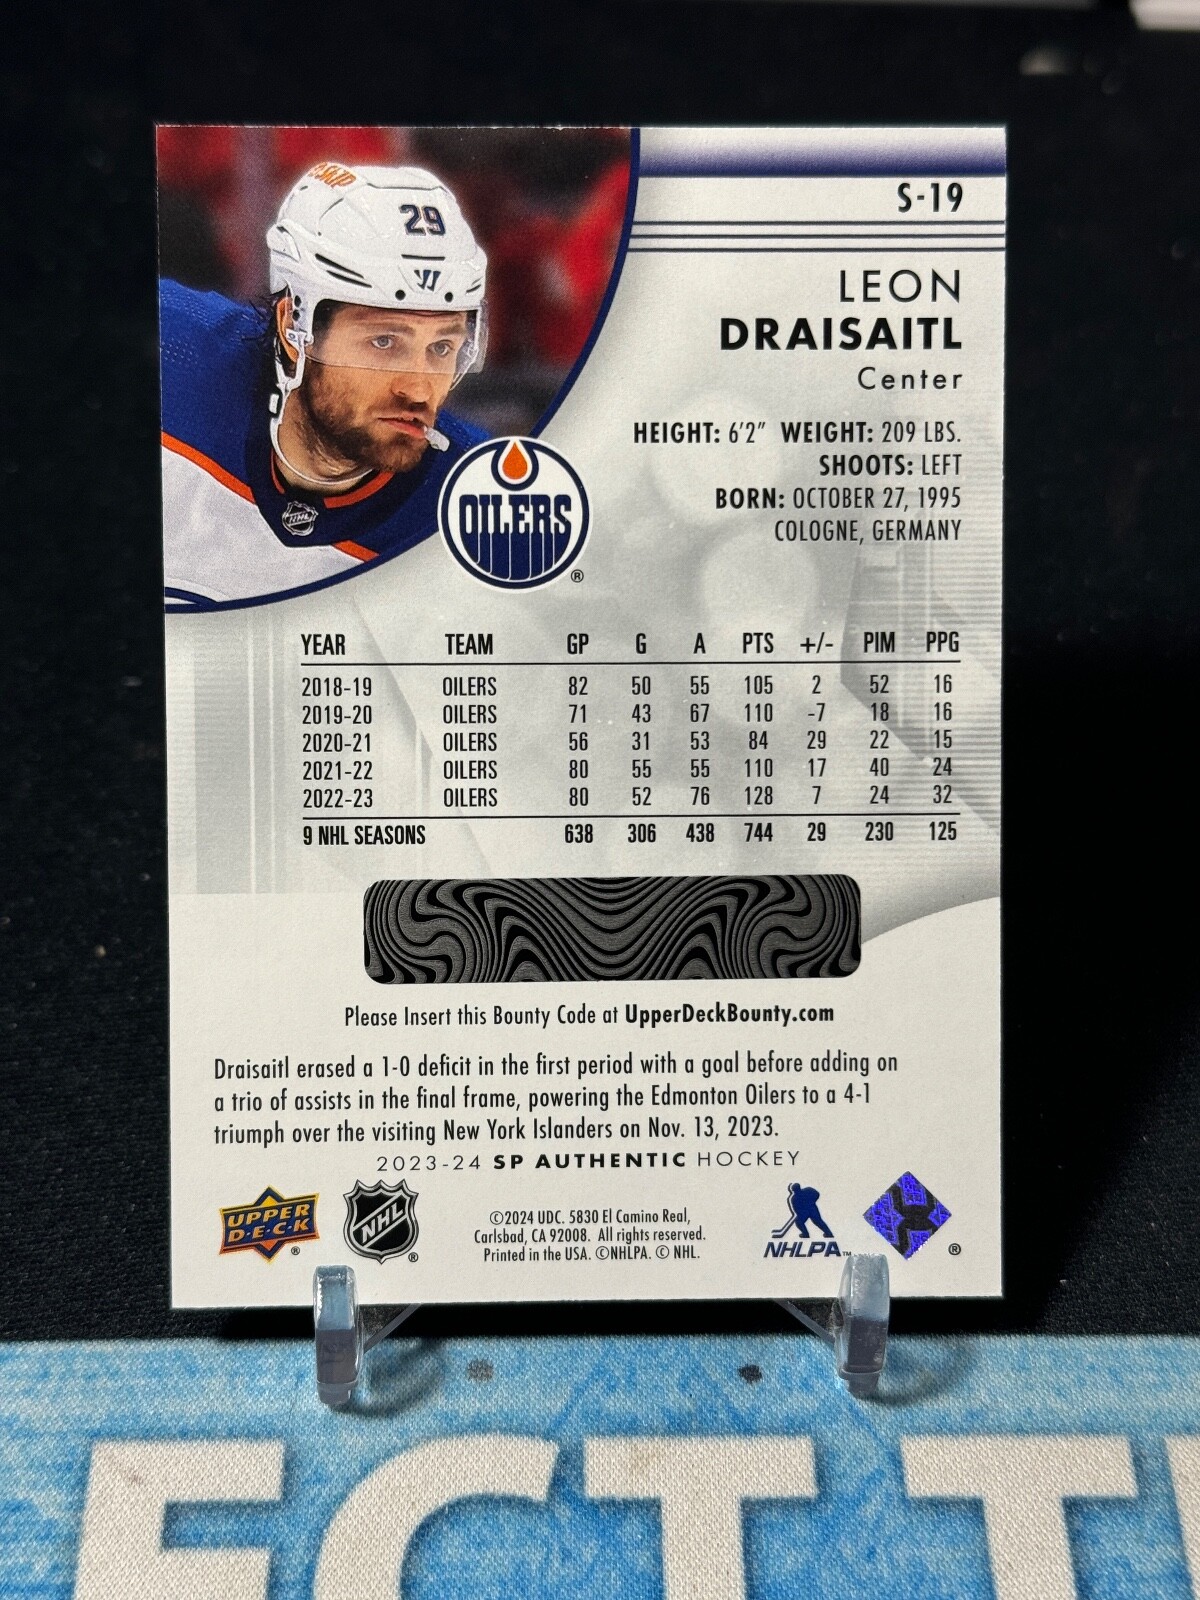 29
S-19
LEON
DRAISAITL
Center
HEIGHT: 6'2" WEIGHT: 209 LBS.
SHOOTS: LEFT
BORN: OCTOBER 27, 1995
COLOGNE, GERMANY
OILERS
®
YEAR TEAM GP G A PTS +/- PIM PPG
2018-19 OILERS 82 50 55 105 2 52 16
2019-20 OILERS 71 43 67 110 -7 18 16
2020-21 OILERS 56 31 53 84 29 22 15
2021-22 OILERS 80 55 55 110 17 40 24
2022-23 OILERS 80 52 76 128 7 24 32
9 NHL SEASONS 638 306 438 744 29 230 125
Please Insert this Bounty Code at UpperDeckBounty.com
Draisaitl erased a 1-0 deficit in the first period with a goal before adding on
a trio of assists in the final frame, powering the Edmonton Oilers to a 4-1
triumph over the visiting New York Islanders on Nov. 13, 2023.
2023-24 SP AUTHENTIC HOCKEY
UPPER
D·E·C·K
®
NHL
®
©2024 UDC. 5830 El Camino Real,
Carlsbad, CA 92008. All rights reserved.
Printed in the USA. ©NHLPA. © NHL.
NHLPA™
®
ECT T